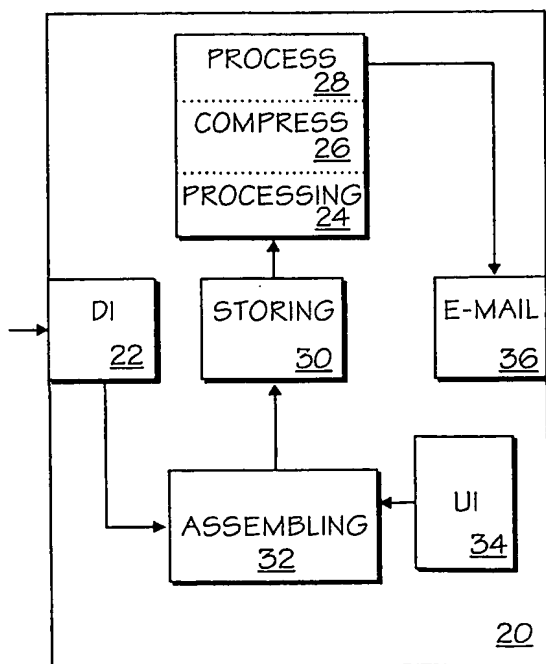 PROCESS
28
COMPRESS
26
PROCESSING
24
DI
22
STORING
30
E-MAIL
36
ASSEMBLING
32
UI
34
20